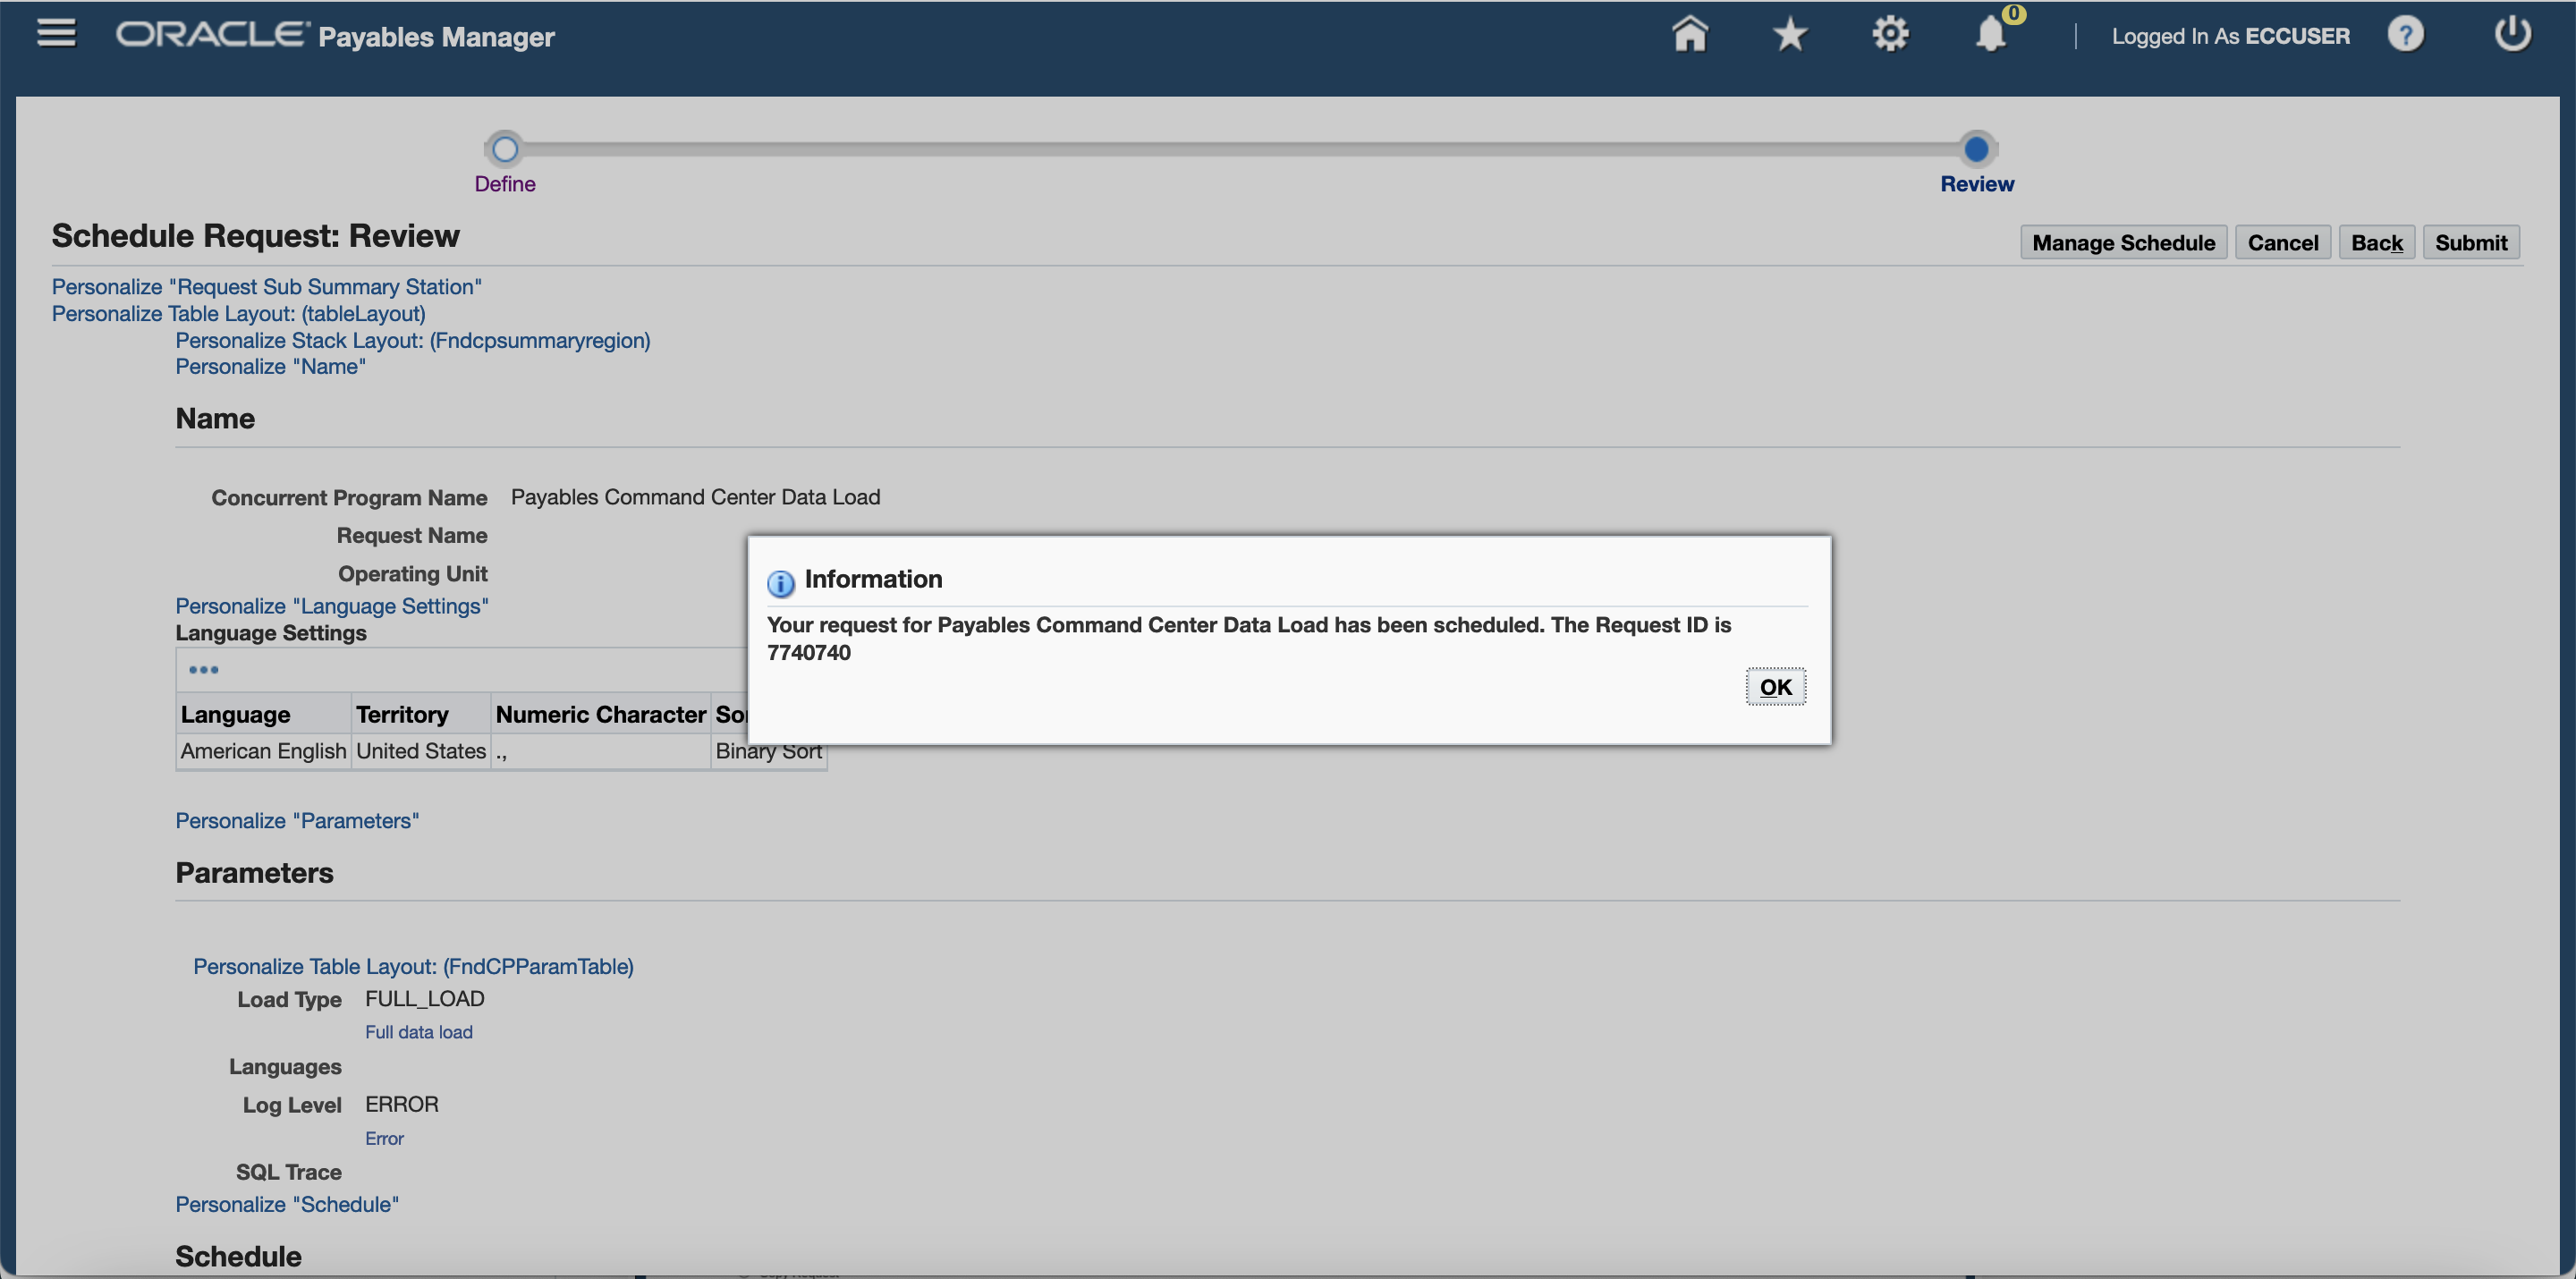 ORACLE Payables Manager
0
Logged In As ECCUSER
?
Define
Review
Schedule Request: Review
Manage Schedule
Cancel
Back
Submit
Personalize "Request Sub Summary Station"
Personalize Table Layout: (tableLayout)
Personalize Stack Layout: (Fndcpsummaryregion)
Personalize "Name"
Name
Concurrent Program Name Payables Command Center Data Load
Request Name
Operating Unit
Personalize "Language Settings"
Language Settings
Information
Your request for Payables Command Center Data Load has been scheduled. The Request ID is
7740740
OK
Language Territory Numeric Character
American English United States ., Binary Sort
Personalize "Parameters"
Parameters
Personalize Table Layout: (FndCPParamTable)
Load Type FULL_LOAD
Full data load
Languages
Log Level ERROR
Error
SQL Trace
Personalize "Schedule"
Schedule